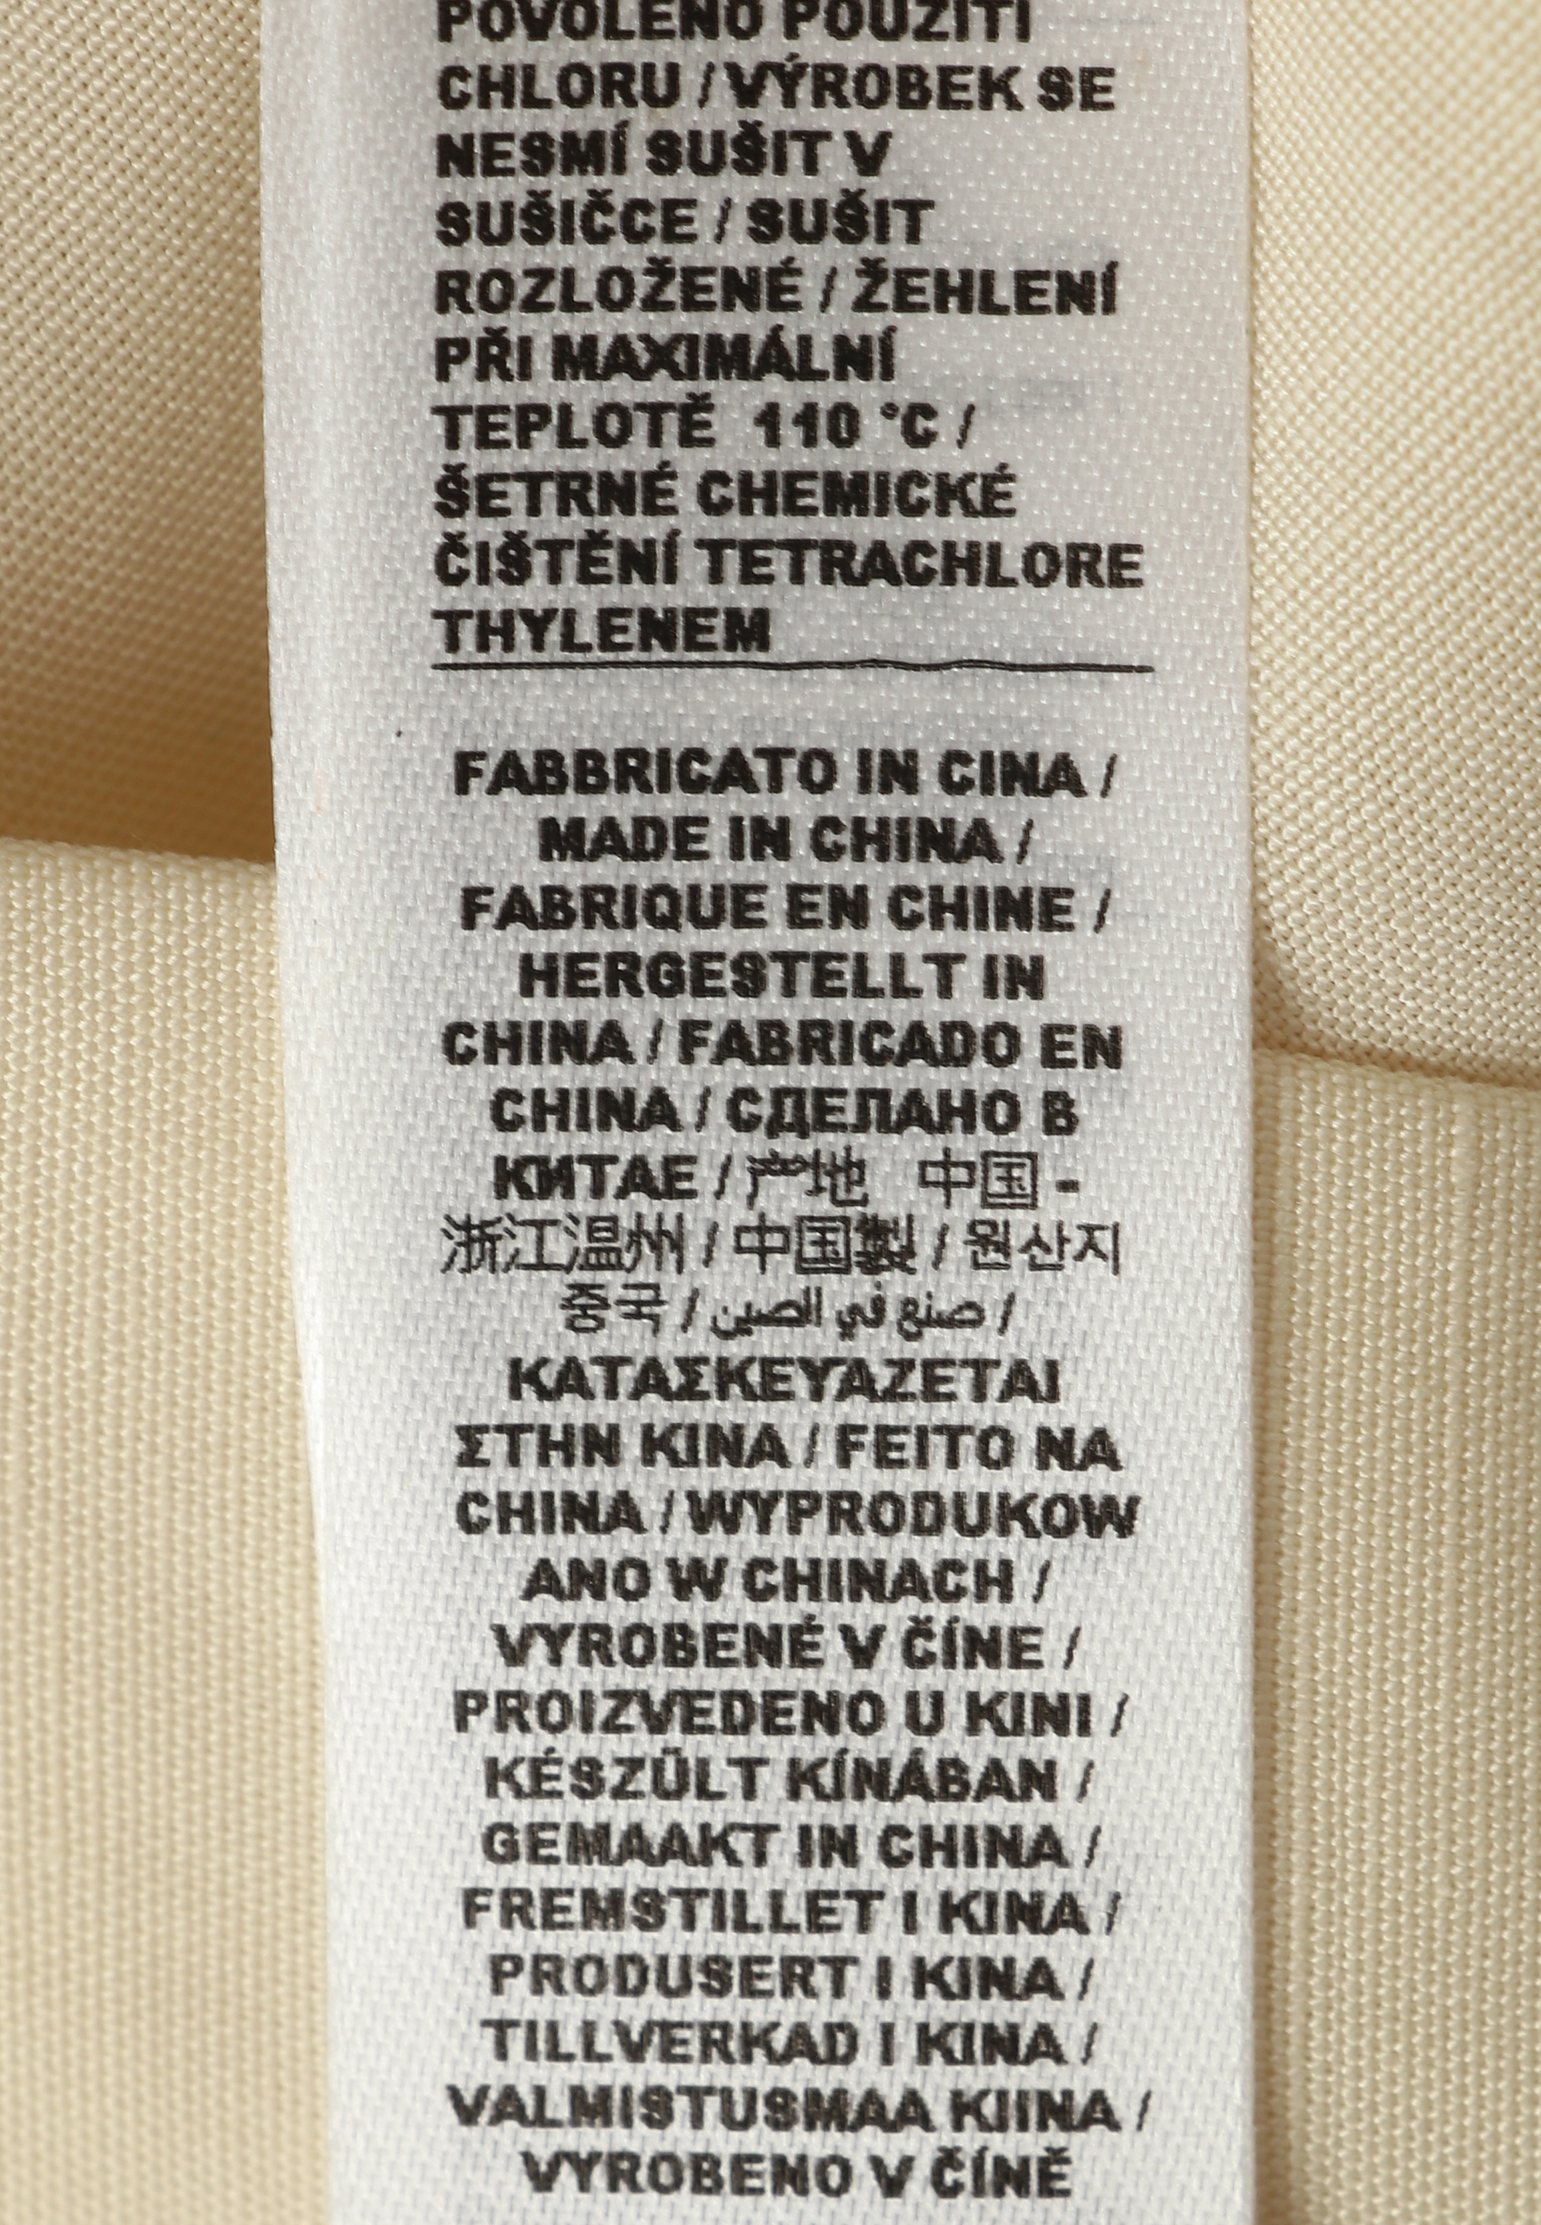 POVOLENO POUŽITÍ
CHLORU / VÝROBEK SE
NESMÍ SUŠIT V
SUŠIČCE / SUŠIT
ROZLOŽENÉ / ŽEHLENÍ
PŘI MAXIMÁLNÍ
TEPLOTĚ 110 °C /
ŠETRNÉ CHEMICKÉ
ČIŠTĚNÍ TETRACHLORE
THYLENEM
FABBRICATO IN CINA /
MADE IN CHINA /
FABRIQUE EN CHINE /
HERGESTELLT IN
CHINA / FABRICADO EN
CHINA / СДЕЛАНО В
КИТАЕ / 产地 中国 -
浙江温州 / 中国製 / 원산지
중국 / صنع في الصين /
ΚΑΤΑΣΚΕΥΑΖΕΤΑΙ
ΣΤΗΝ ΚΙΝΑ / FEITO NA
CHINA / WYPRODUKOW
ANO W CHINACH /
VYROBENÉ V ČÍNE /
PROIZVEDENO U KINI /
KÉSZÜLT KÍNÁBAN /
GEMAAKT IN CHINA /
FREMSTILLET I KINA /
PRODUSERT I KINA /
TILLVERKAD I KINA /
VALMISTUSMAA KIINA /
VYROBENO V ČÍNĚ